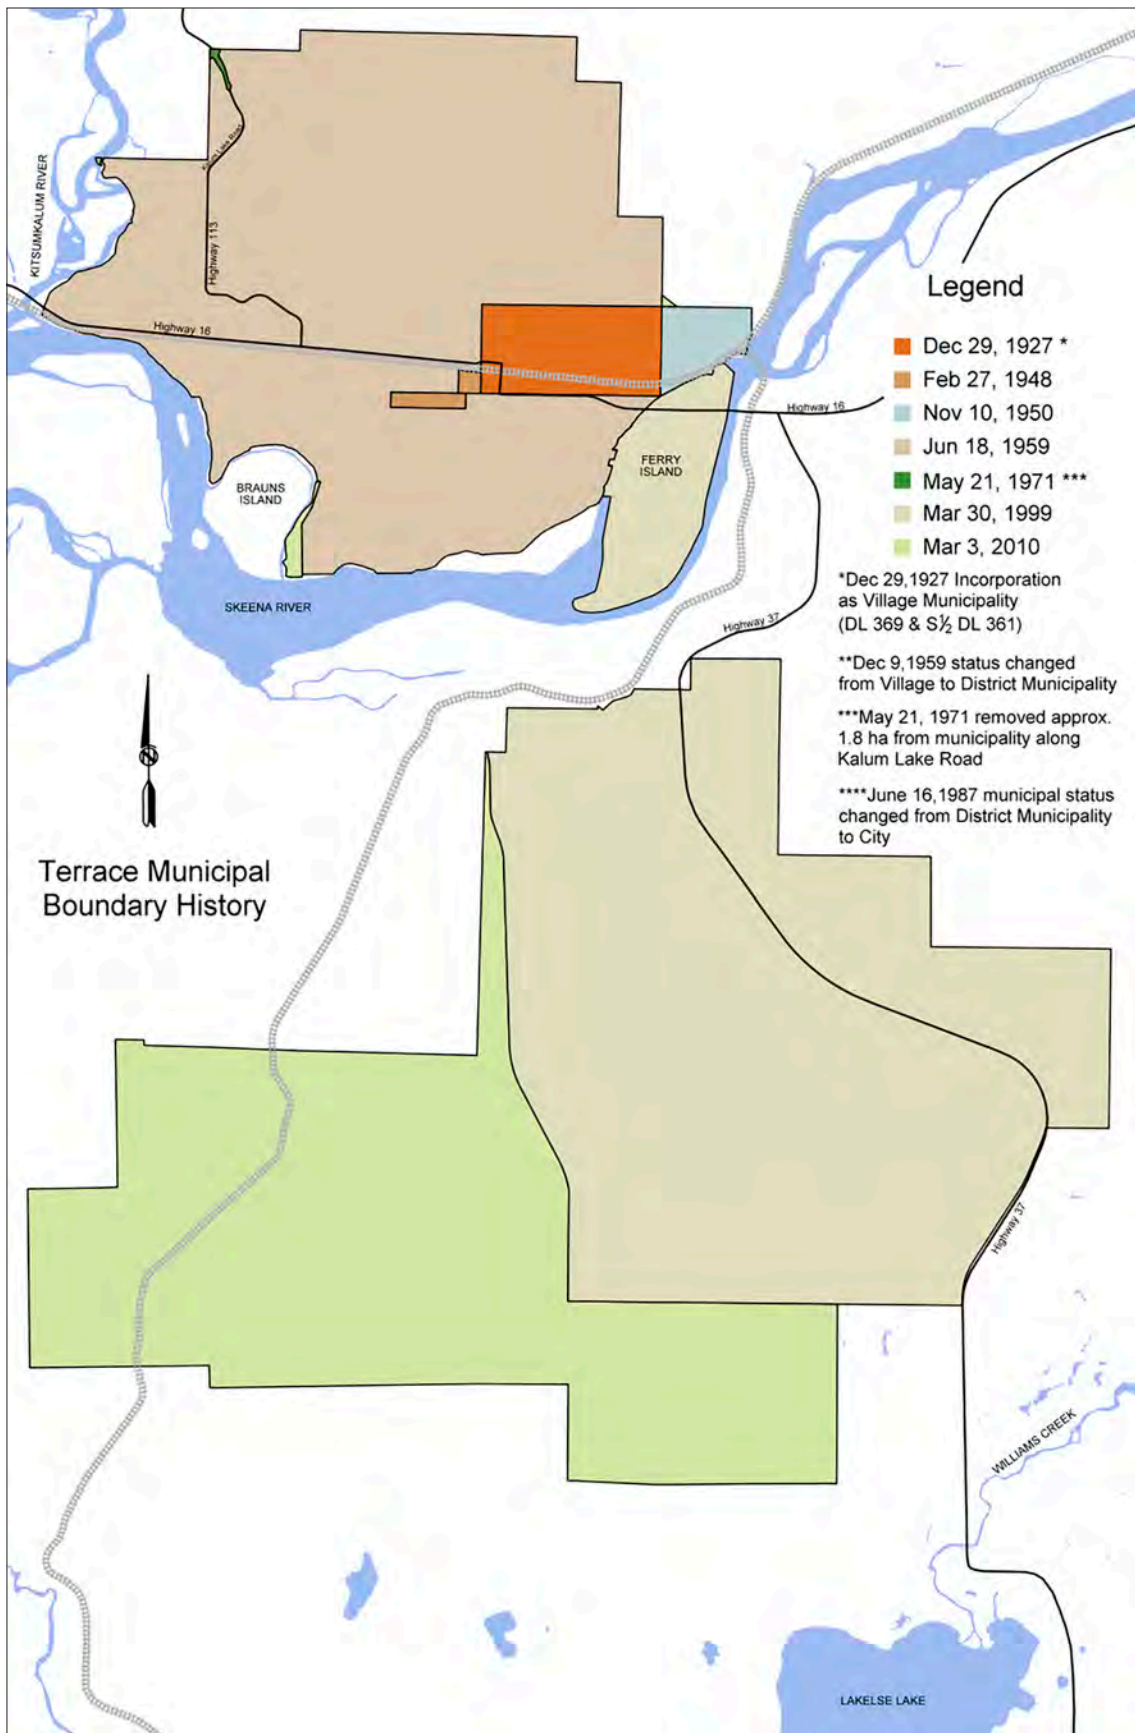 KITSUMKALUM RIVER
Kalum Lake Road
Highway 113
Highway 16
Legend
Dec 29, 1927 *
Feb 27, 1948
Nov 10, 1950
Jun 18, 1959
May 21, 1971 ***
Mar 30, 1999
Mar 3, 2010
Highway 16
FERRY
ISLAND
BRAUNS
ISLAND
SKEENA RIVER
Highway 37
*Dec 29,1927 Incorporation
as Village Municipality
(DL 369 & S½ DL 361)
**Dec 9,1959 status changed
from Village to District Municipality
***May 21, 1971 removed approx.
1.8 ha from municipality along
Kalum Lake Road
****June 16,1987 municipal status
changed from District Municipality
to City
Terrace Municipal
Boundary History
Highway 37
WILLIAMS CREEK
LAKELSE LAKE